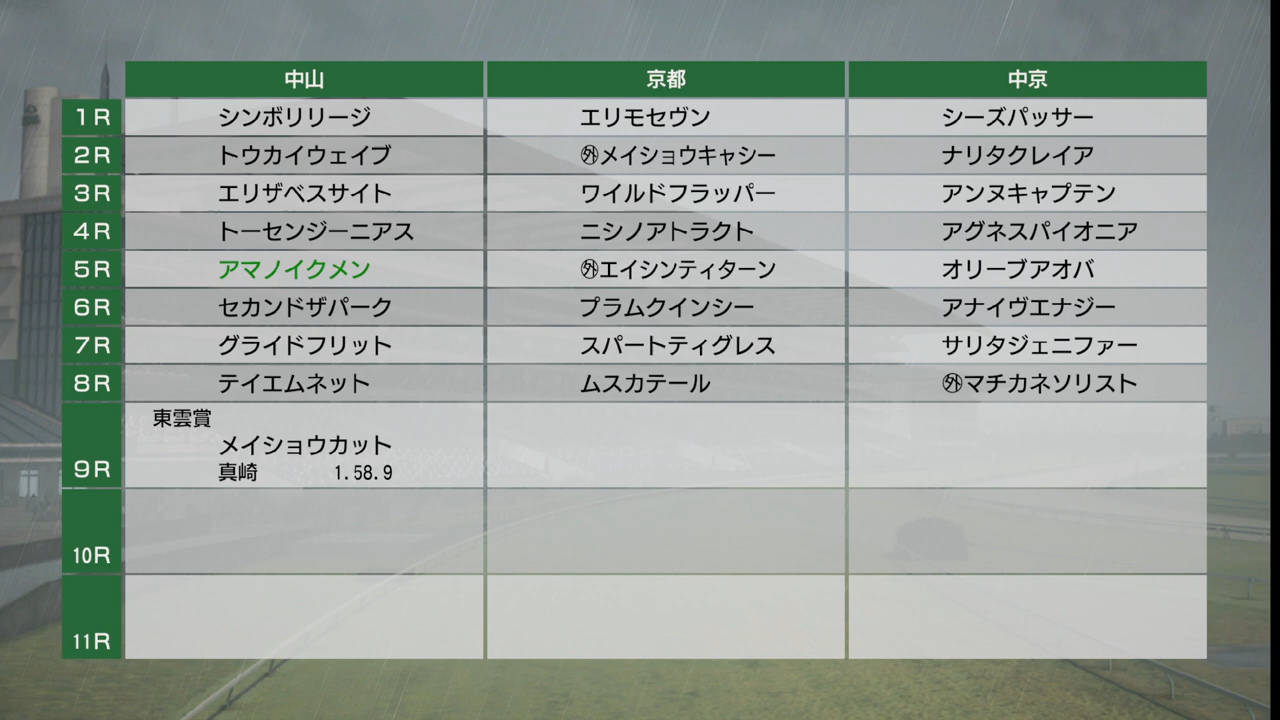 中山 京都 中京
1R シンボリリージ エリモセヴン シーズパッサー
2R トウカイウェイブ ㊕メイショウキャシー ナリタクレイア
3R エリザベスサイト ワイルドフラッパー アンヌキャプテン
4R トーセンジーニアス ニシノアトラクト アグネスパイオニア
5R アマノイクメン 外エイシンティターン オリーブアオバ
6R セカンドザパーク プラムクインシー アナイヴエナジー
7R グライドフリット スパートティグレス サリタジェニファー
8R テイエムネット ムスカテール 外マチカネソリスト
東雲賞
メイショウカット
9R 真崎 1.58.9
10R
11R